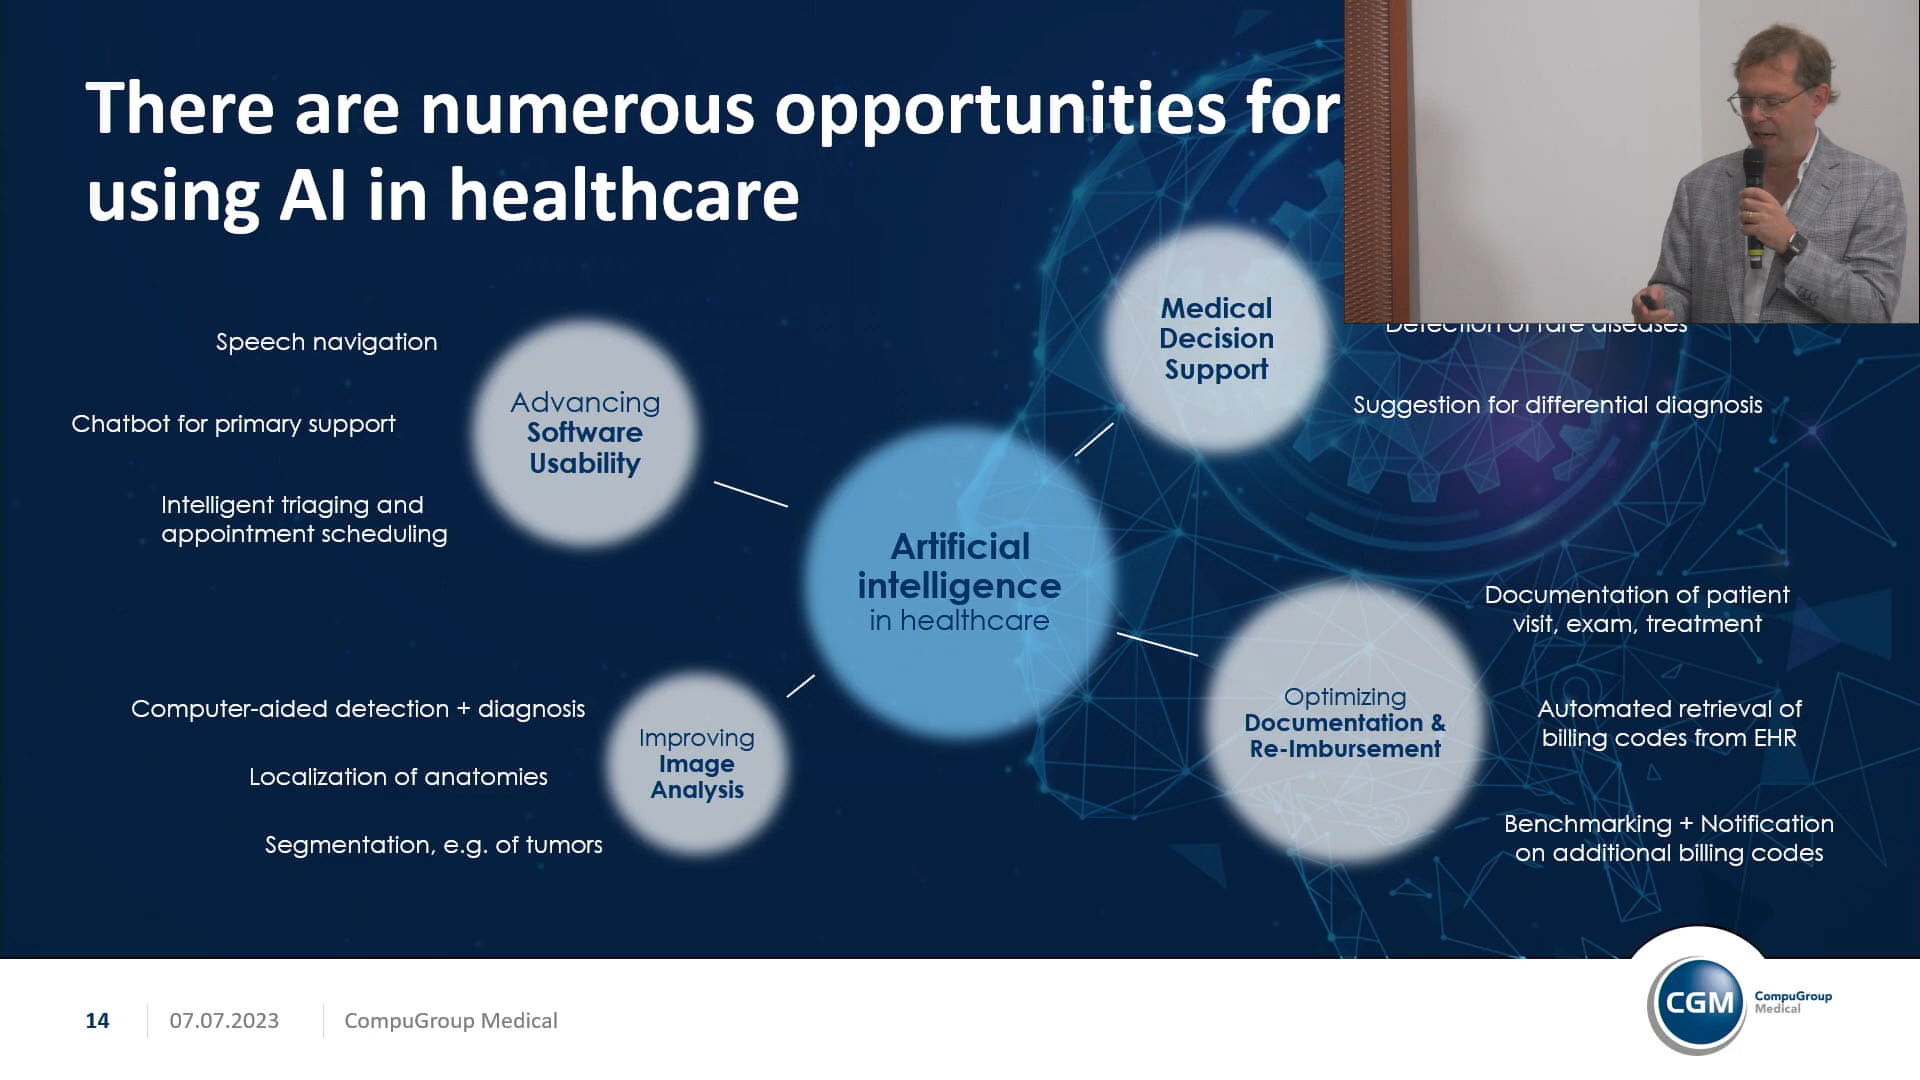 There are numerous opportunities for
using AI in healthcare
Speech navigation
Chatbot for primary support
Intelligent triaging and
appointment scheduling
Advancing
Software
Usability
Medical
Decision
Support
Detection of rare diseases
Suggestion for differential diagnosis
Artificial
intelligence
in healthcare
Computer-aided detection + diagnosis
Localization of anatomies
Segmentation, e.g. of tumors
Improving
Image
Analysis
Optimizing
Documentation &
Re-Imbursement
Documentation of patient
visit, exam, treatment
Automated retrieval of
billing codes from EHR
Benchmarking + Notification
on additional billing codes
14
07.07.2023
CompuGroup Medical
CGM
CompuGroup
Medical